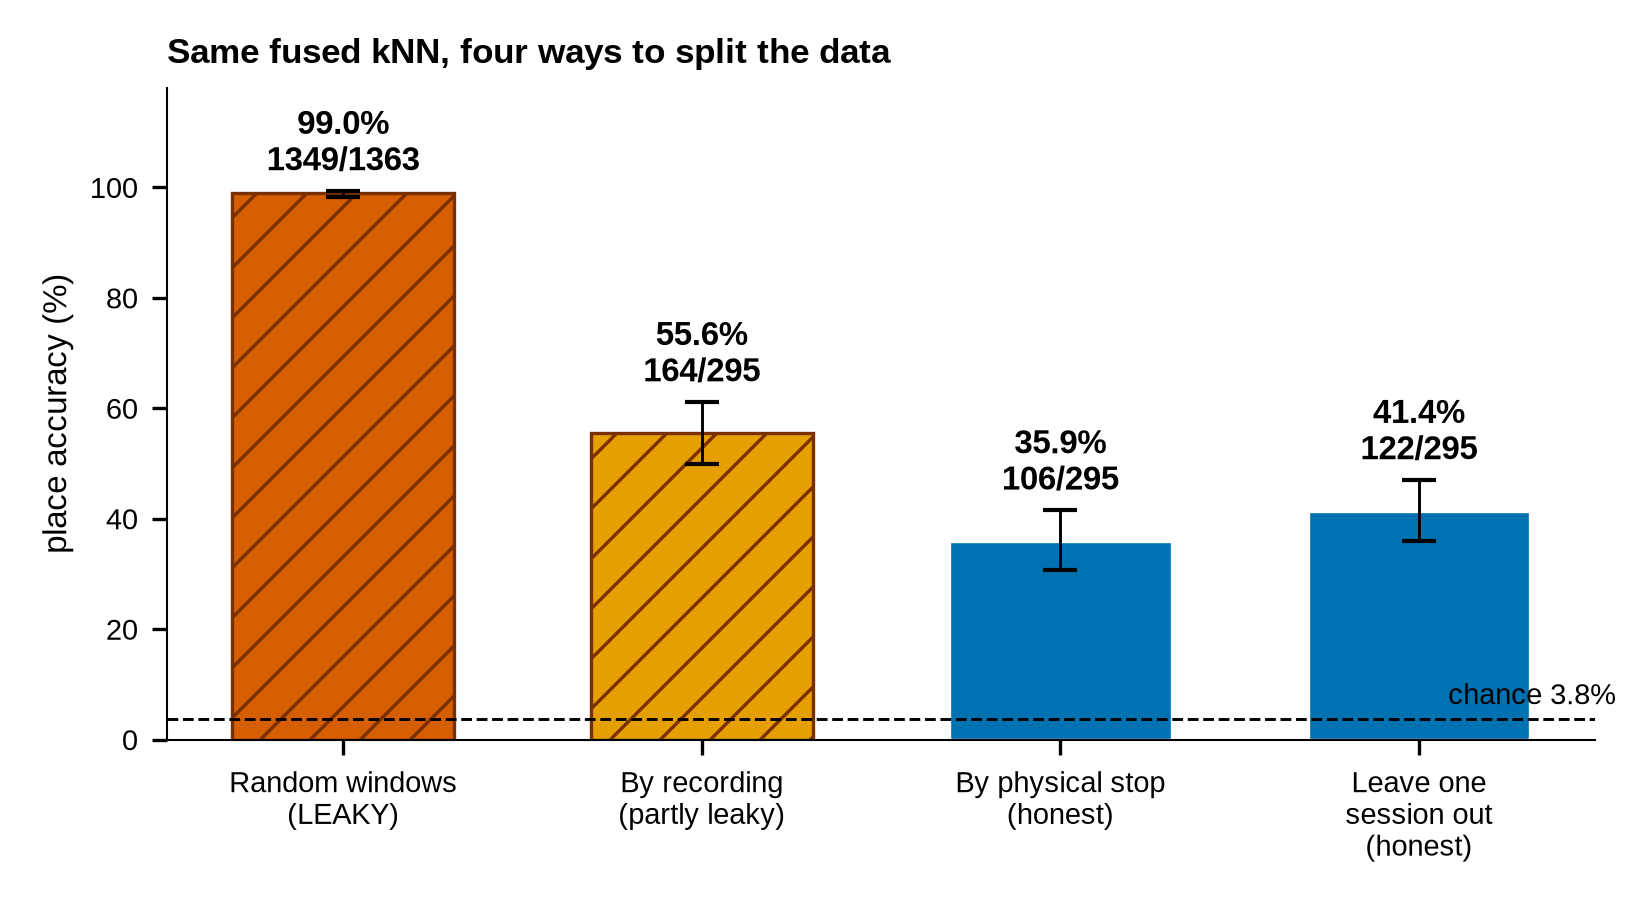 Same fused kNN, four ways to split the data
place accuracy (%)
100
80
60
40
20
0
99.0%
1349/1363
55.6%
164/295
35.9%
106/295
41.4%
122/295
chance 3.8%
Random windows
(LEAKY)
By recording
(partly leaky)
By physical stop
(honest)
Leave one
session out
(honest)